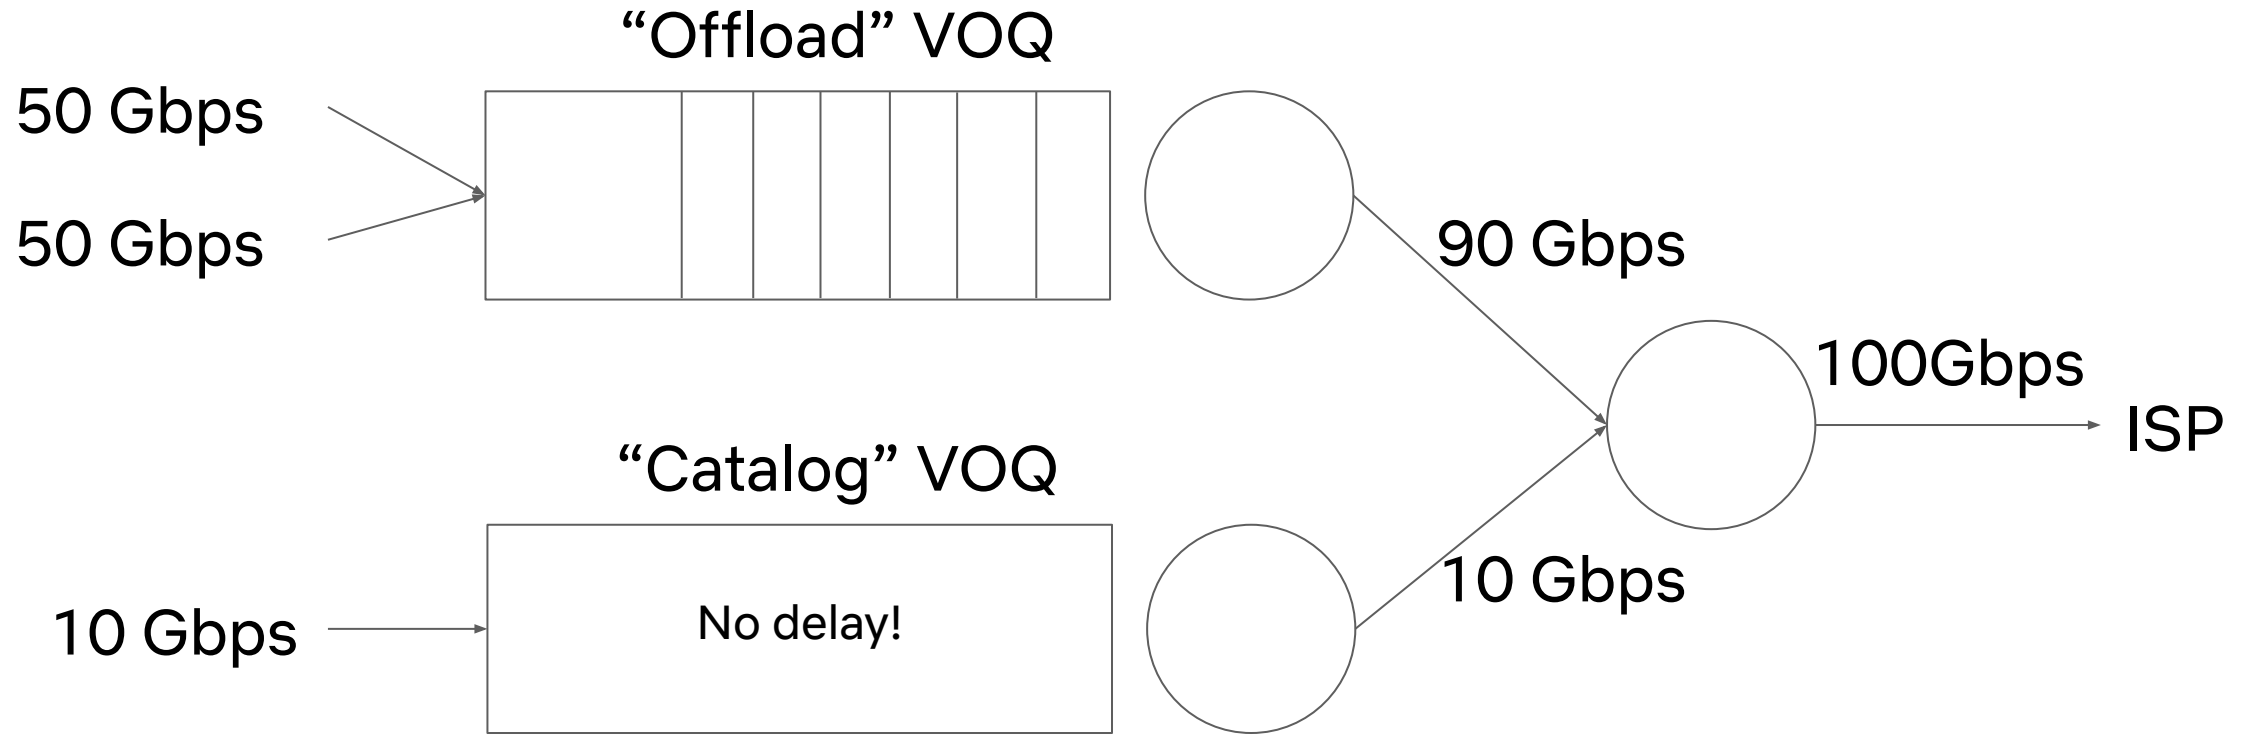 “Offload” VOQ
50 Gbps
50 Gbps
90 Gbps
100Gbps
ISP
“Catalog” VOQ
10 Gbps
No delay!
10 Gbps